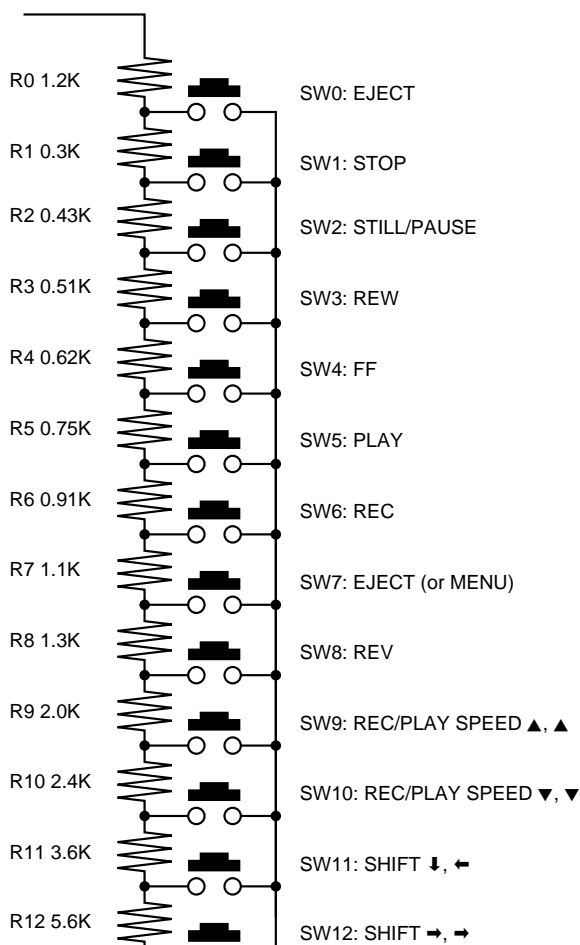 R0 1.2K
SW0: EJECT
R1 0.3K
SW1: STOP
R2 0.43K
SW2: STILL/PAUSE
R3 0.51K
SW3: REW
R4 0.62K
SW4: FF
R5 0.75K
SW5: PLAY
R6 0.91K
SW6: REC
R7 1.1K
SW7: EJECT (or MENU)
R8 1.3K
SW8: REV
R9 2.0K
SW9: REC/PLAY SPEED ▲, ▲
R10 2.4K
SW10: REC/PLAY SPEED ▼, ▼
R11 3.6K
SW11: SHIFT ⬇, ⬅
R12 5.6K
SW12: SHIFT ➡, ➡